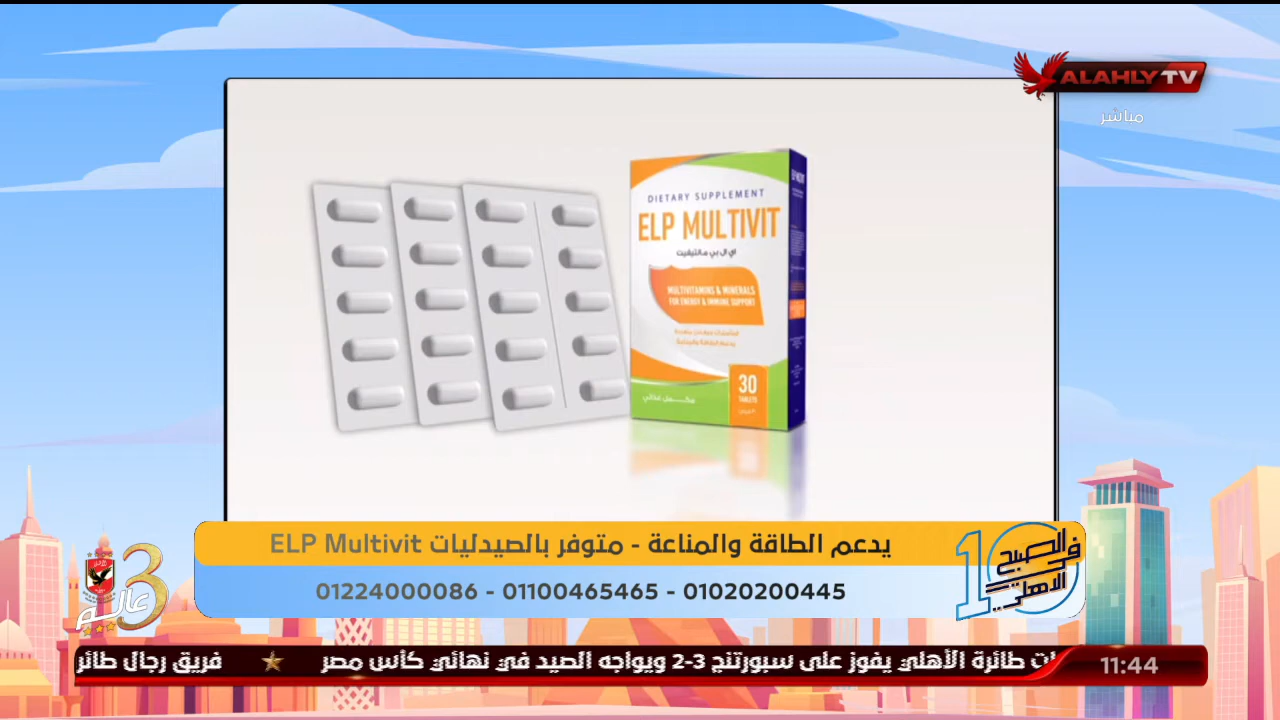 ALAHLY TV
مباشر
DIETARY SUPPLEMENT
ELP MULTIVIT
اي ال بي مالتيفيت
MULTIVITAMINS & MINERALS
FOR ENERGY & IMMUNE SUPPORT
30
TABLETS
مكمل غذائي
يدعم الطاقة والمناعة - متوفر بالصيدليات ELP Multivit
01224000086 - 01100465465 - 01020200445
10 الصبح في الأهلي
3 عالم
ات طائرة الأهلي يفوز على سبورتنج 3-2 ويواجه الصيد في نهائي كأس مصر ★ فريق رجال طائر
11:44